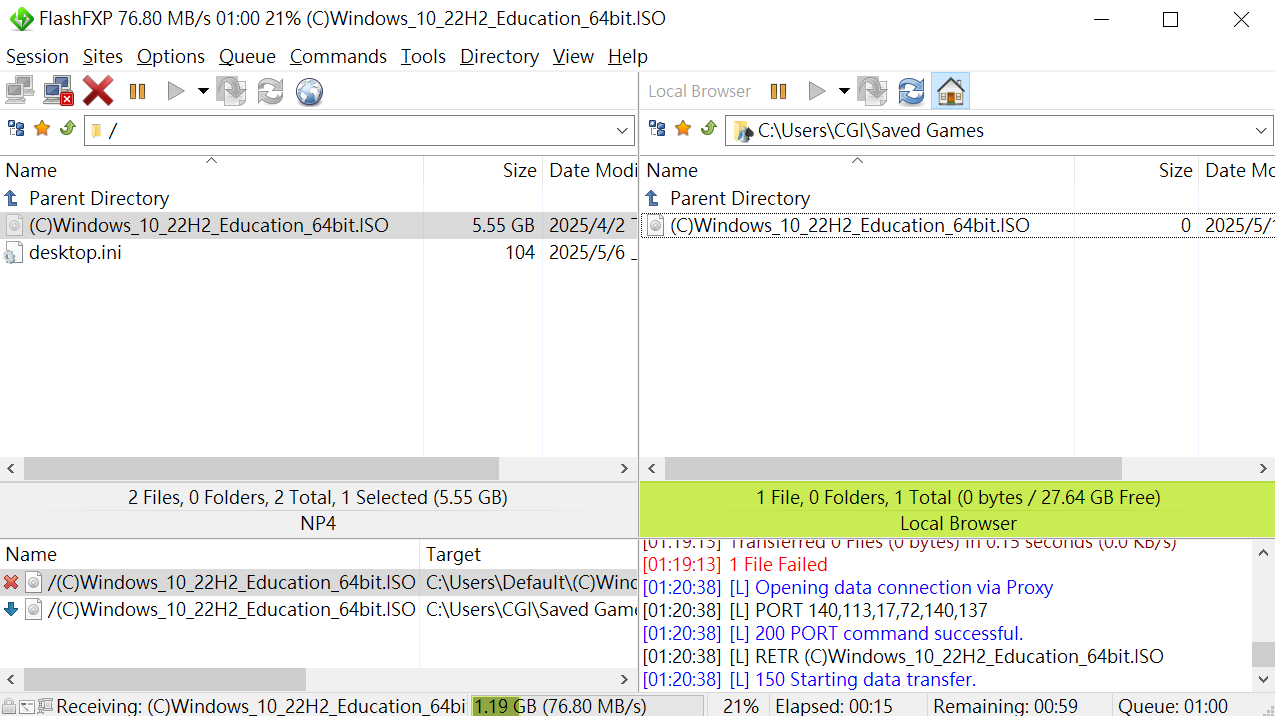 FlashFXP 76.80 MB/s 01:00 21% (C)Windows_10_22H2_Education_64bit.ISO
Session Sites Options Queue Commands Tools Directory View Help
Local Browser
/
C:\Users\CGI\Saved Games
Name Size Date Modi
Name Size Date Mo
Parent Directory
Parent Directory
(C)Windows_10_22H2_Education_64bit.ISO 5.55 GB 2025/4/2
(C)Windows_10_22H2_Education_64bit.ISO 0 2025/5/
desktop.ini 104 2025/5/6
2 Files, 0 Folders, 2 Total, 1 Selected (5.55 GB)
NP4
1 File, 0 Folders, 1 Total (0 bytes / 27.64 GB Free)
Local Browser
Name Target
/(C)Windows_10_22H2_Education_64bit.ISO C:\Users\Default\(C)Winc
/(C)Windows_10_22H2_Education_64bit.ISO C:\Users\CGI\Saved Game
[01:19:13] Transferred 0 Files (0 bytes) in 0.15 seconds (0.0 KB/s)
[01:19:13] 1 File Failed
[01:20:38] [L] Opening data connection via Proxy
[01:20:38] [L] PORT 140,113,17,72,140,137
[01:20:38] [L] 200 PORT command successful.
[01:20:38] [L] RETR (C)Windows_10_22H2_Education_64bit.ISO
[01:20:38] [L] 150 Starting data transfer.
Receiving: (C)Windows_10_22H2_Education_64bi 1.19 GB (76.80 MB/s) 21% Elapsed: 00:15 Remaining: 00:59 Queue: 01:00